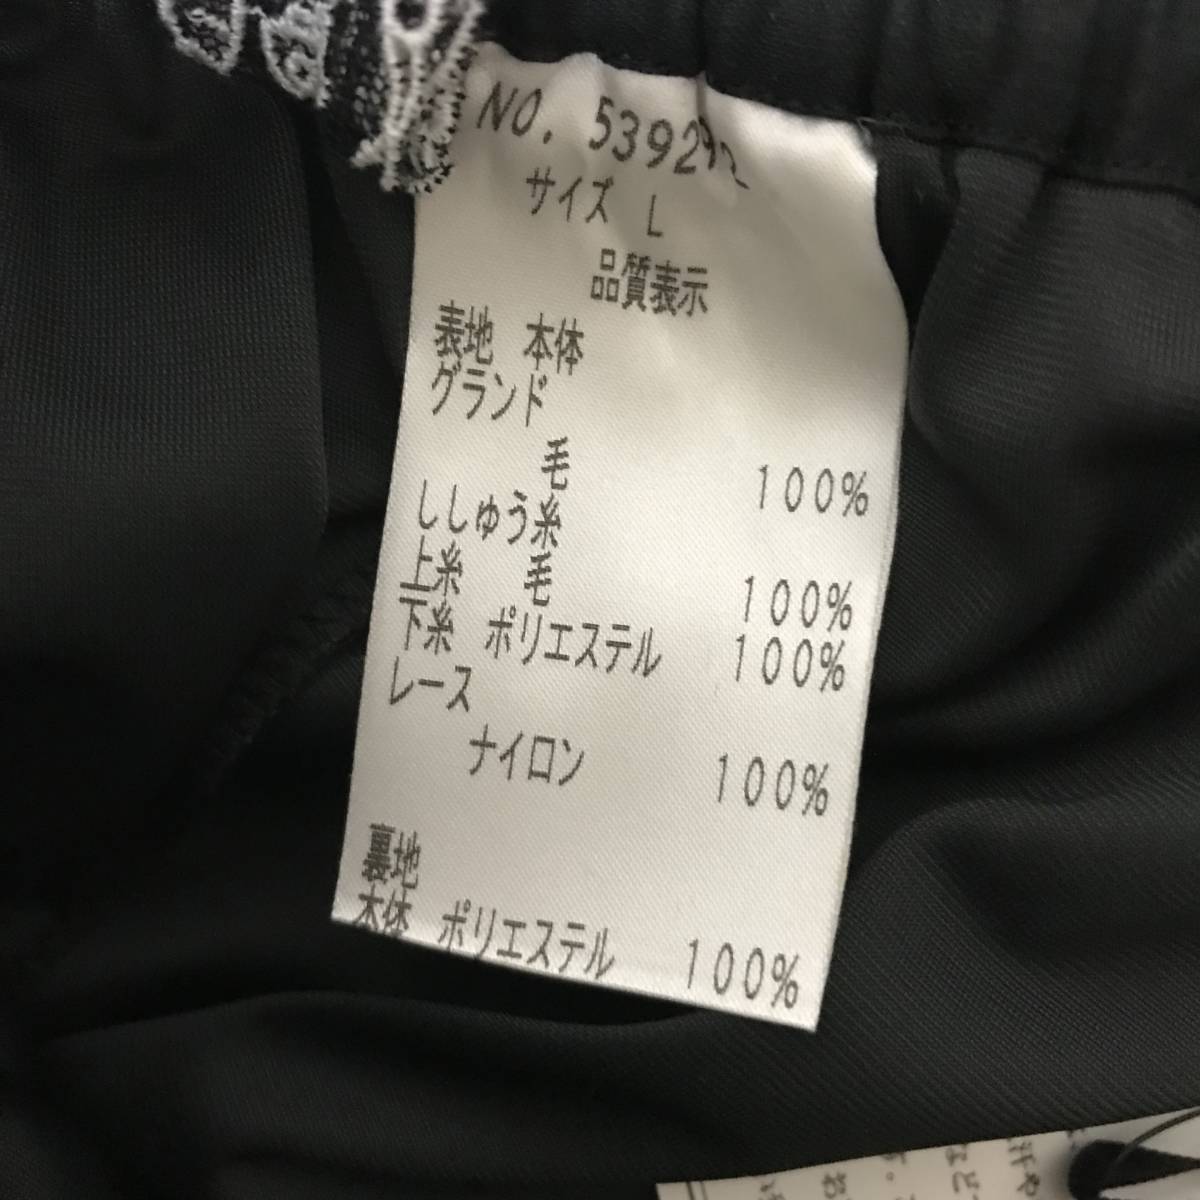 NO.
サイズ L
品質表示
表地 本体
グランド
毛 100%
ししゅう糸
上糸 毛 100%
下糸 ポリエステル 100%
レース
ナイロン 100%
裏地
本体 ポリエステル 100%